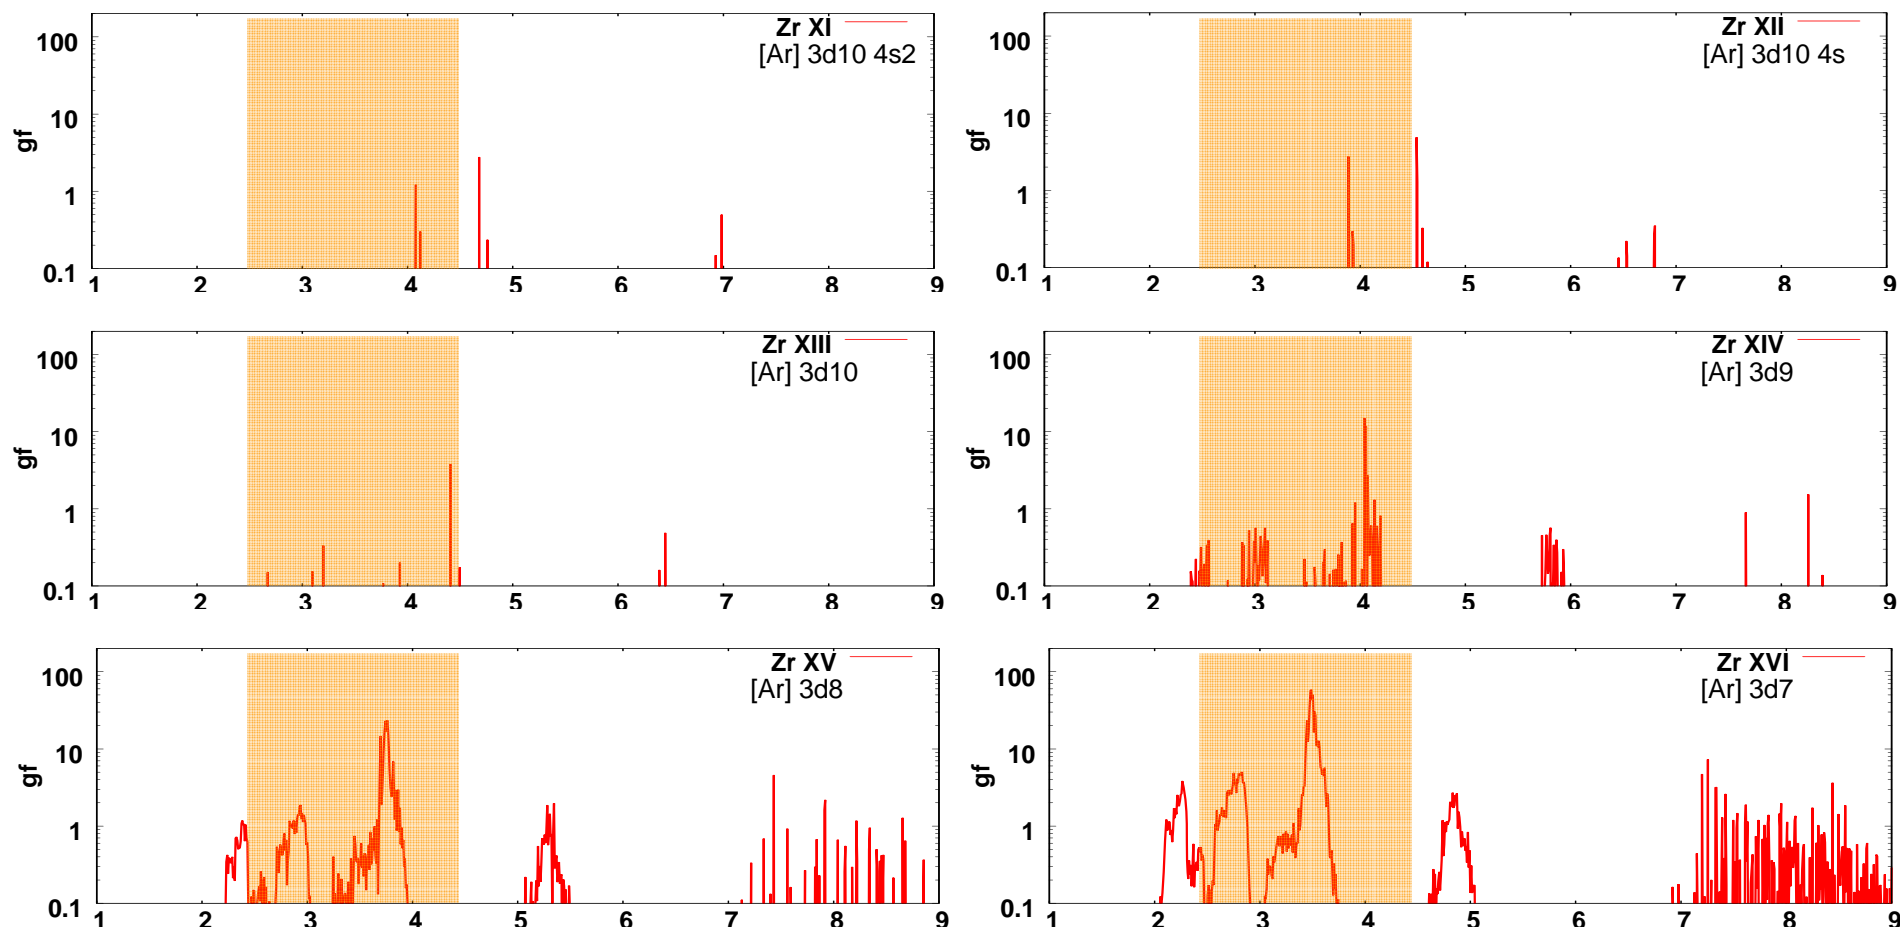 Zr XI
[Ar] 3d10 4s2
gf
100
10
1
0.1
1 2 3 4 5 6 7 8 9
Zr XII
[Ar] 3d10 4s
gf
100
10
1
0.1
1 2 3 4 5 6 7 8 9
Zr XIII
[Ar] 3d10
gf
100
10
1
0.1
1 2 3 4 5 6 7 8 9
Zr XIV
[Ar] 3d9
gf
100
10
1
0.1
1 2 3 4 5 6 7 8 9
Zr XV
[Ar] 3d8
gf
100
10
1
0.1
1 2 3 4 5 6 7 8 9
Zr XVI
[Ar] 3d7
gf
100
10
1
0.1
1 2 3 4 5 6 7 8 9